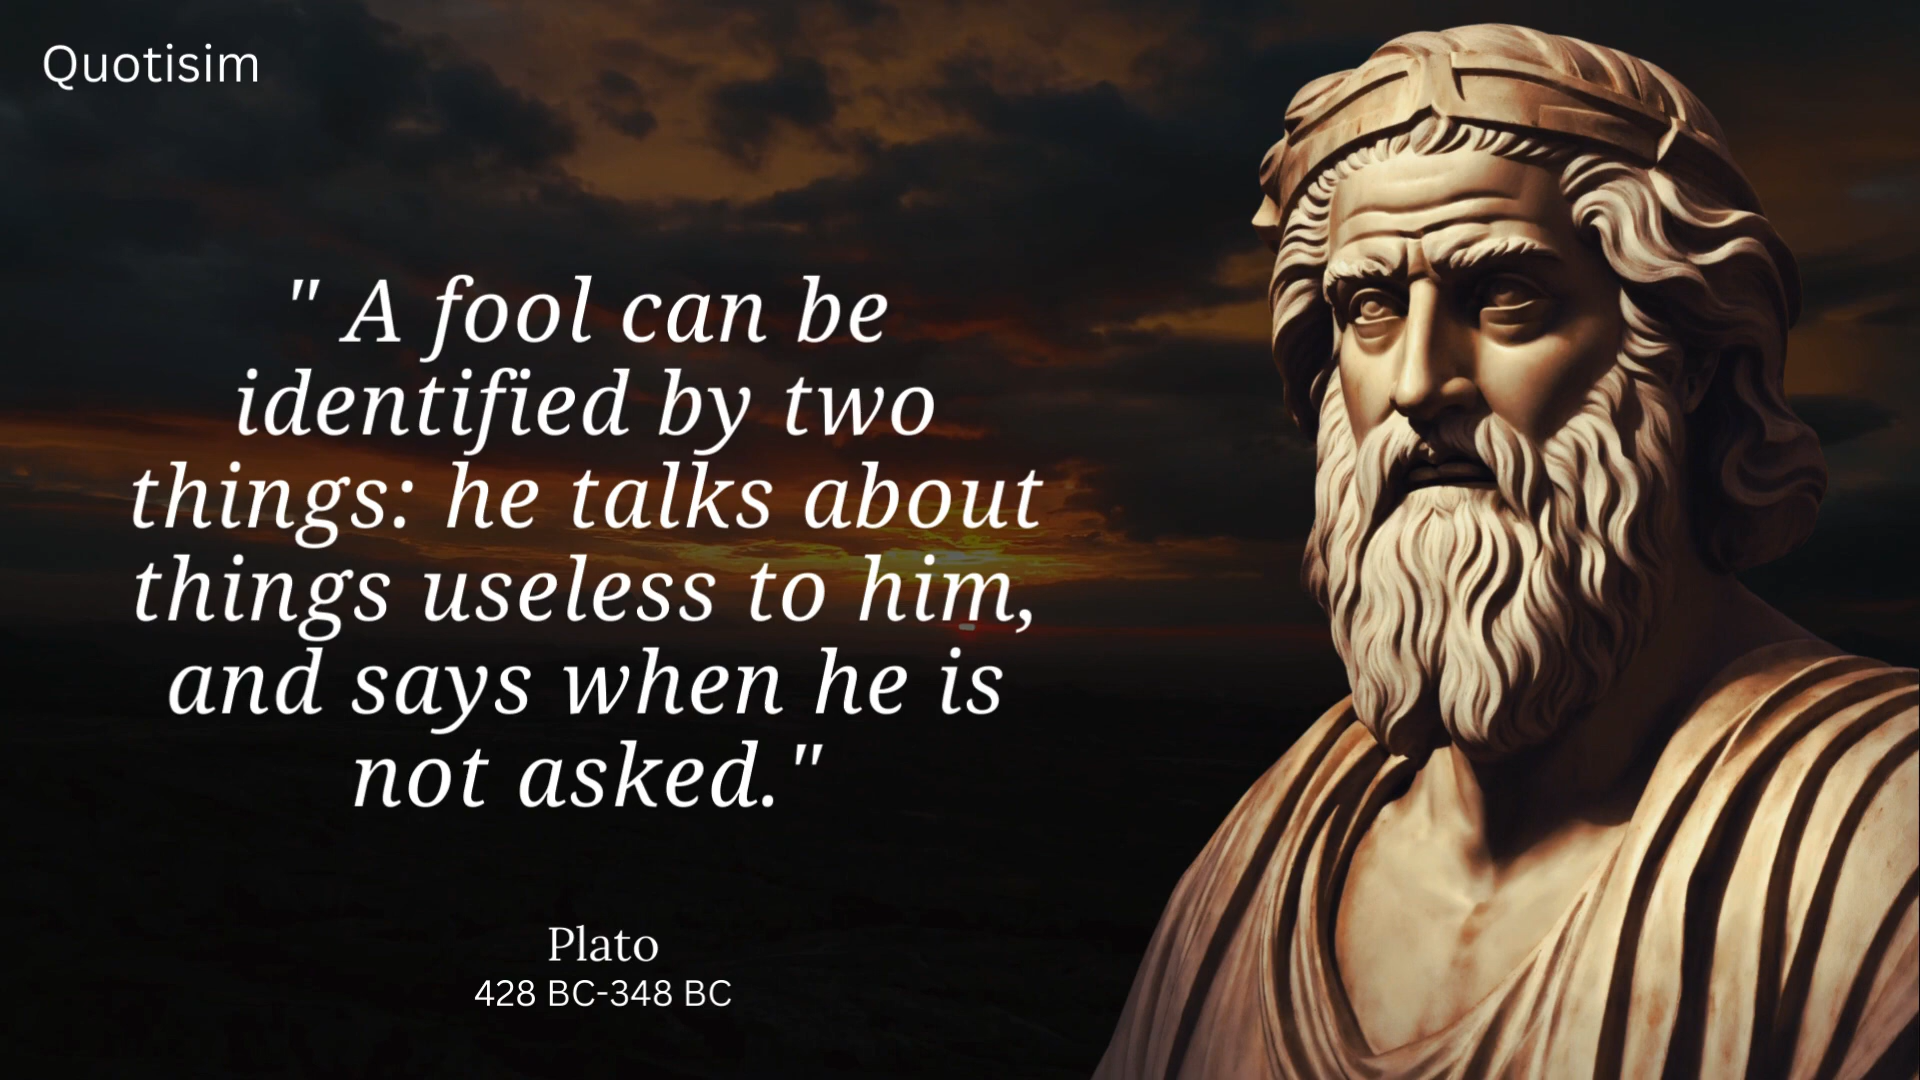 Quotisim
" A fool can be
identified by two
things: he talks about
things useless to him,
and says when he is
not asked."
Plato
428 BC-348 BC